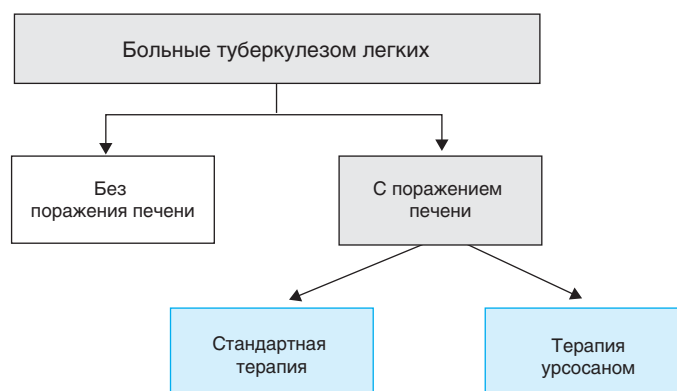 Больные туберкулезом легких
Без
поражения печени
С поражением
печени
Стандартная
терапия
Терапия
урсосаном